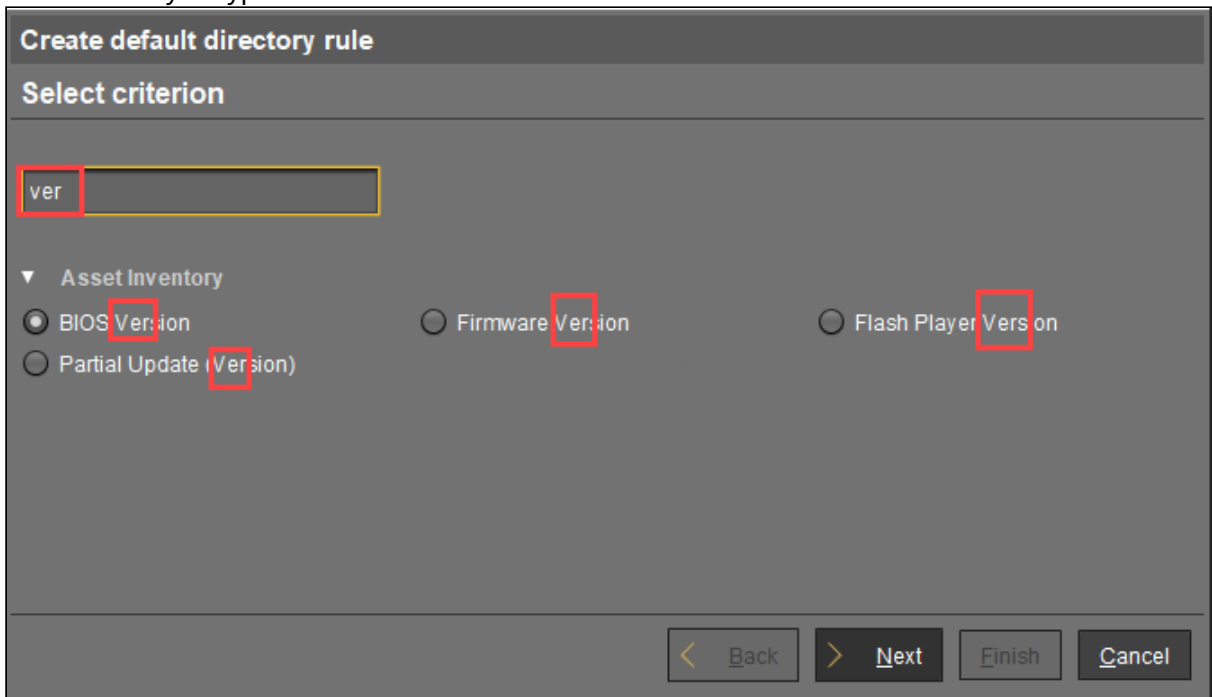 Create default directory rule
Select criterion
ver
Asset Inventory
BIOS Version Firmware Version Flash Player Version
Partial Update (Version)
Back Next Finish Cancel